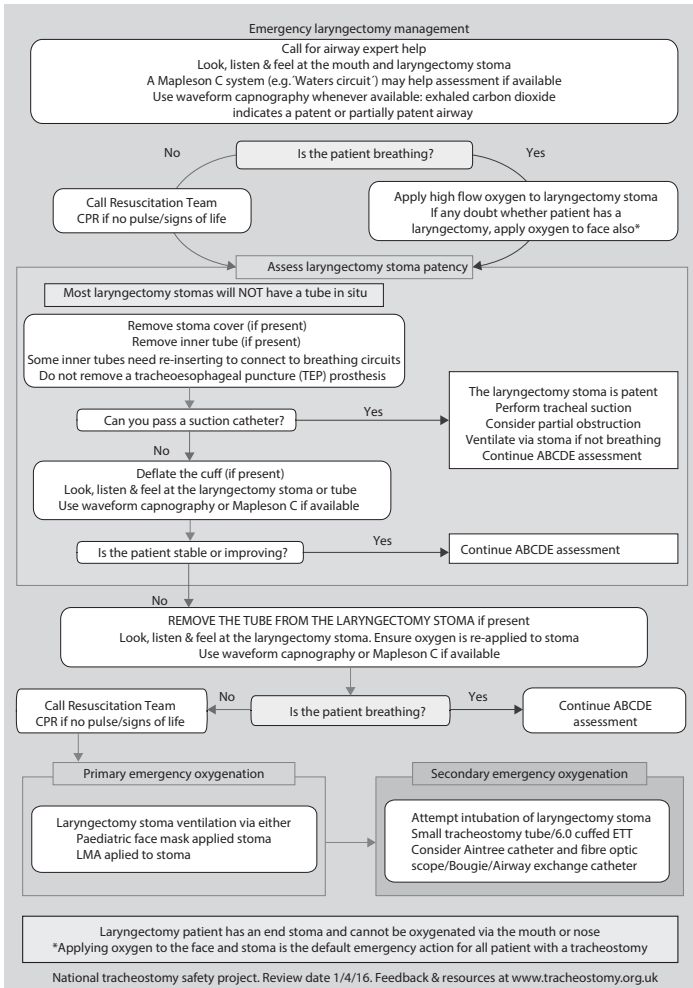 Emergency laryngectomy management
Call for airway expert help
Look, listen & feel at the mouth and laryngectomy stoma
A Mapleson C system (e.g.´Waters circuit´) may help assessment if available
Use waveform capnography whenever available: exhaled carbon dioxide
indicates a patent or partially patent airway
No
Is the patient breathing?
Yes
Call Resuscitation Team
CPR if no pulse/signs of life
Apply high flow oxygen to laryngectomy stoma
If any doubt whether patient has a
laryngectomy, apply oxygen to face also*
Assess laryngectomy stoma patency
Most laryngectomy stomas will NOT have a tube in situ
Remove stoma cover (if present)
Remove inner tube (if present)
Some inner tubes need re-inserting to connect to breathing circuits
Do not remove a tracheoesophageal puncture (TEP) prosthesis
Can you pass a suction catheter?
Yes
The laryngectomy stoma is patent
Perform tracheal suction
Consider partial obstruction
Ventilate via stoma if not breathing
Continue ABCDE assessment
No
Deflate the cuff (if present)
Look, listen & feel at the laryngectomy stoma or tube
Use waveform capnography or Mapleson C if available
Is the patient stable or improving?
Yes
Continue ABCDE assessment
No
REMOVE THE TUBE FROM THE LARYNGECTOMY STOMA if present
Look, listen & feel at the laryngectomy stoma. Ensure oxygen is re-applied to stoma
Use waveform capnography or Mapleson C if available
Call Resuscitation Team
CPR if no pulse/signs of life
No
Is the patient breathing?
Yes
Continue ABCDE
assessment
Primary emergency oxygenation
Laryngectomy stoma ventilation via either
Paediatric face mask applied stoma
LMA aplied to stoma
Secondary emergency oxygenation
Attempt intubation of laryngectomy stoma
Small tracheostomy tube/6.0 cuffed ETT
Consider Aintree catheter and fibre optic
scope/Bougie/Airway exchange catheter
Laryngectomy patient has an end stoma and cannot be oxygenated via the mouth or nose
*Applying oxygen to the face and stoma is the default emergency action for all patient with a tracheostomy
National tracheostomy safety project. Review date 1/4/16. Feedback & resources at www.tracheostomy.org.uk